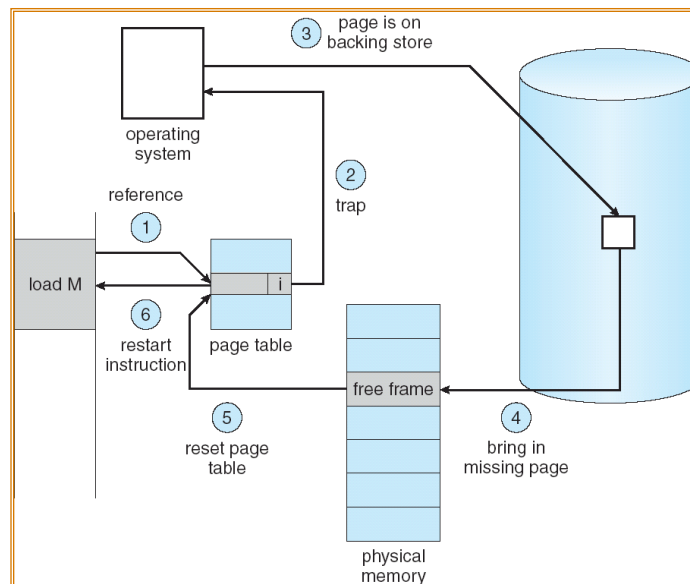 3
page is on
backing store
operating
system
2
trap
reference
1
load M
i
6
restart
instruction
page table
free frame
5
reset page
table
4
bring in
missing page
physical
memory